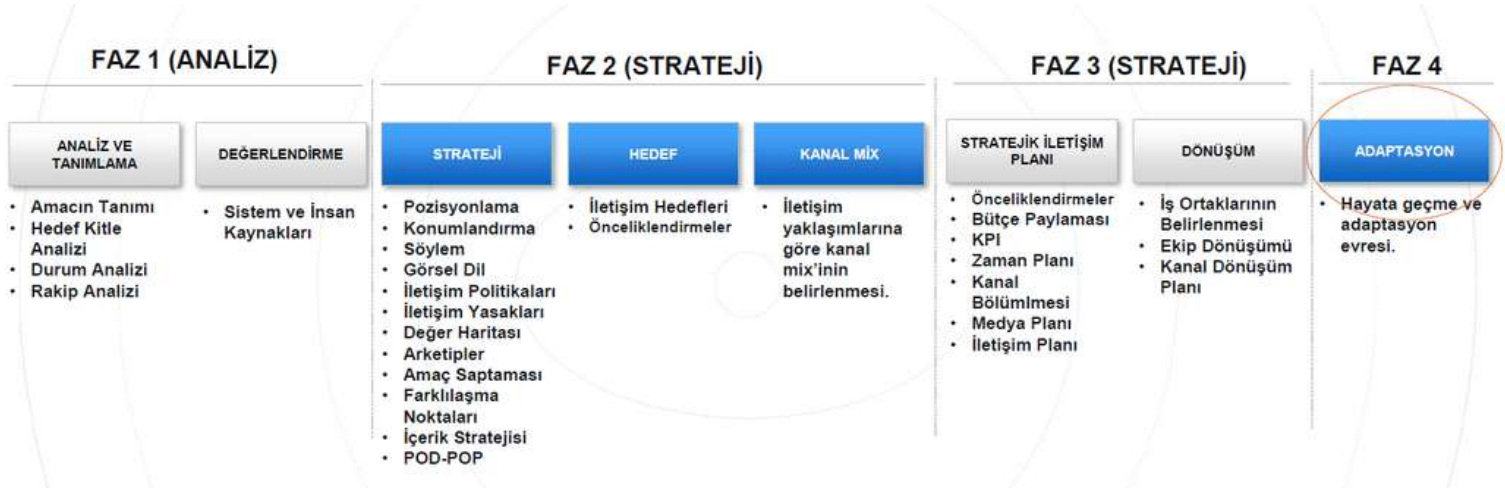 FAZ 1 (ANALİZ)
ANALİZ VE
TANIMLAMA
• Amacın Tanımı
• Hedef Kitle
Analizi
• Durum Analizi
• Rakip Analizi
DEĞERLENDİRME
• Sistem ve İnsan
Kaynakları
FAZ 2 (STRATEJİ)
STRATEJİ
• Pozisyonlama
• Konumlandırma
• Söylem
• Görsel Dil
• İletişim Politikaları
• İletişim Yasakları
• Değer Haritası
• Arketipler
• Amaç Saptaması
• Farklılaşma
Noktaları
• İçerik Stratejisi
• POD-POP
HEDEF
• İletişim Hedefleri
• Önceliklendirmeler
KANAL MIX
• İletişim
yaklaşımlarına
göre kanal
mix'inin
belirlenmesi.
FAZ 3 (STRATEJİ)
STRATEJİK İLETİŞİM
PLANI
• Önceliklendirmeler
• Bütçe Paylaması
• KPI
• Zaman Planı
• Kanal
Bölümlmesi
• Medya Planı
• İletişim Planı
DÖNÜŞÜM
• İş Ortaklarının
Belirlenmesi
• Ekip Dönüşümü
• Kanal Dönüşüm
Planı
FAZ 4
ADAPTASYON
• Hayata geçme ve
adaptasyon
evresi.